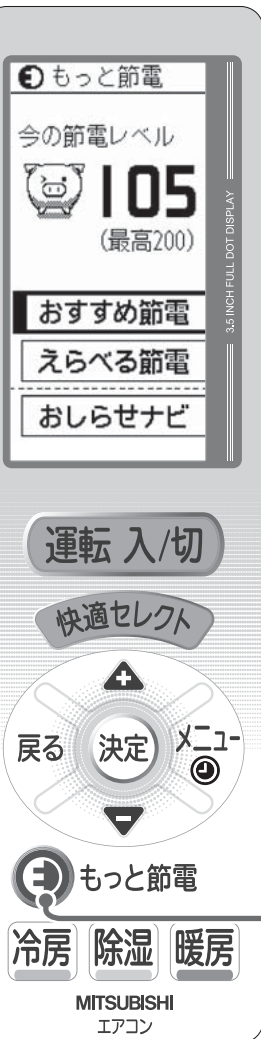 もっと節電
今の節電レベル
105
(最高200)
おすすめ節電
えらべる節電
おしらせナビ
3.5 INCH FULL DOT DISPLAY
運転 入/切
快適セレクト
戻る 決定 メニュー
もっと節電
冷房 除湿 暖房
MITSUBISHI
エアコン